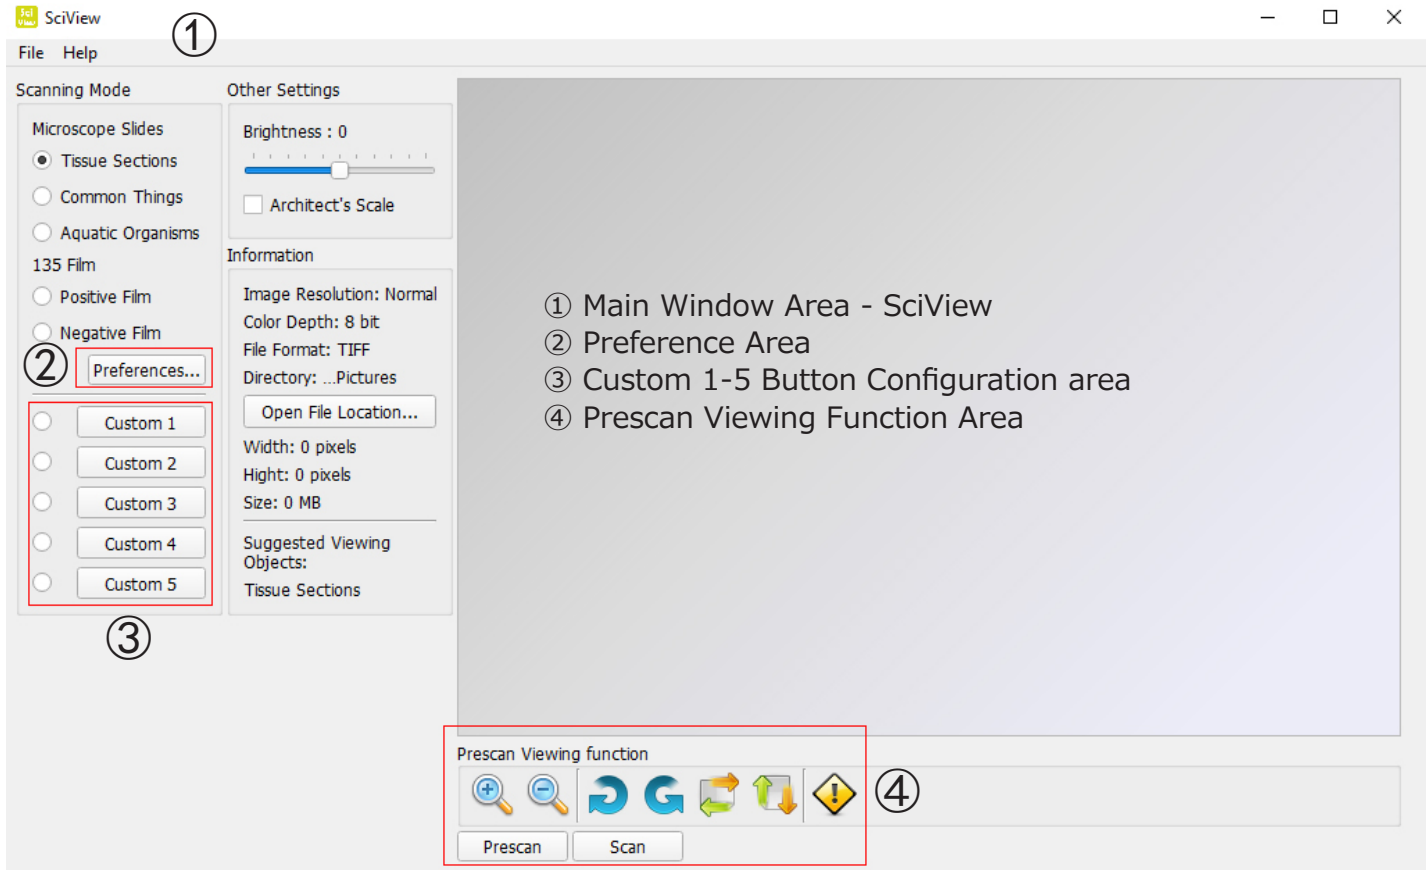 Sci
View
SciView
①
File Help
Scanning Mode
Microscope Slides
Tissue Sections
Common Things
Aquatic Organisms
135 Film
Positive Film
Negative Film
②
Preferences...
Custom 1
Custom 2
Custom 3
Custom 4
Custom 5
③
Other Settings
Brightness : 0
Architect's Scale
Information
Image Resolution: Normal
Color Depth: 8 bit
File Format: TIFF
Directory: ...Pictures
Open File Location...
Width: 0 pixels
Hight: 0 pixels
Size: 0 MB
Suggested Viewing
Objects:
Tissue Sections
① Main Window Area - SciView
② Preference Area
③ Custom 1-5 Button Configuration area
④ Prescan Viewing Function Area
Prescan Viewing function
④
Prescan
Scan